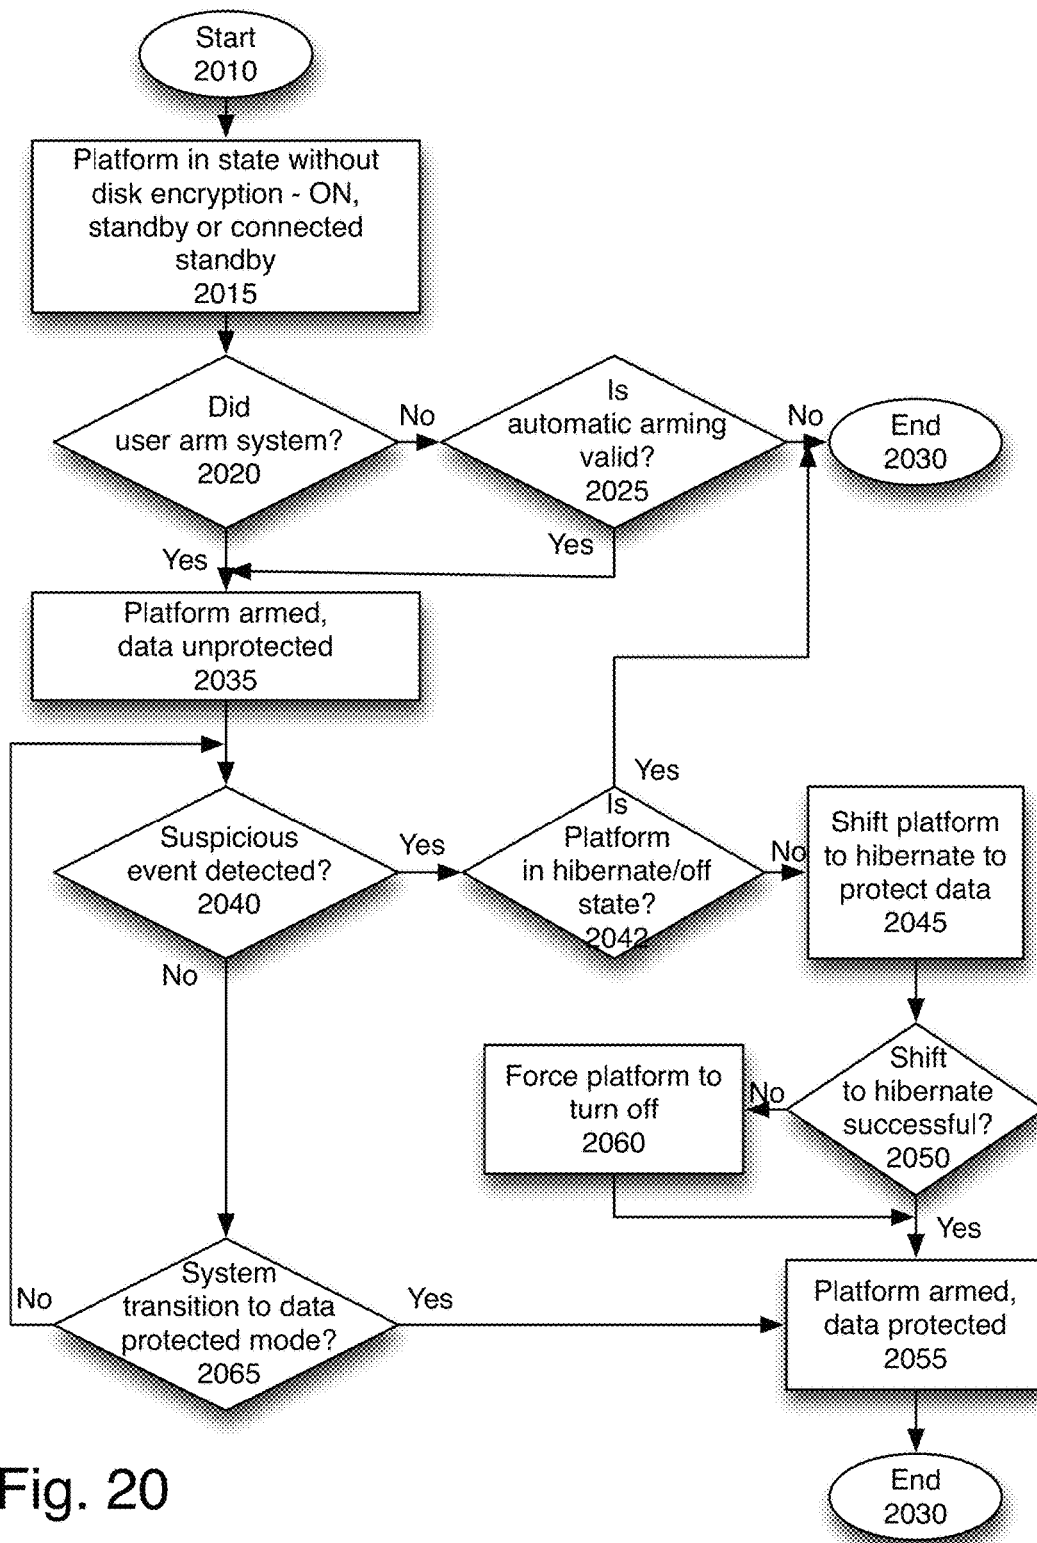 Start
2010
Platform in state without
disk encryption - ON,
standby or connected
standby
2015
Did
user arm system?
2020
No
Is
automatic arming
valid?
2025
No
End
2030
Yes
Yes
Platform armed,
data unprotected
2035
Suspicious
event detected?
2040
Yes
Yes
Is
Platform
in hibernate/off
state?
2042
No
Shift platform
to hibernate to
protect data
2045
No
Shift
to hibernate
successful?
2050
No
Force platform to
turn off
2060
Yes
System
transition to data
protected mode?
2065
No
Yes
Platform armed,
data protected
2055
End
2030
Fig. 20